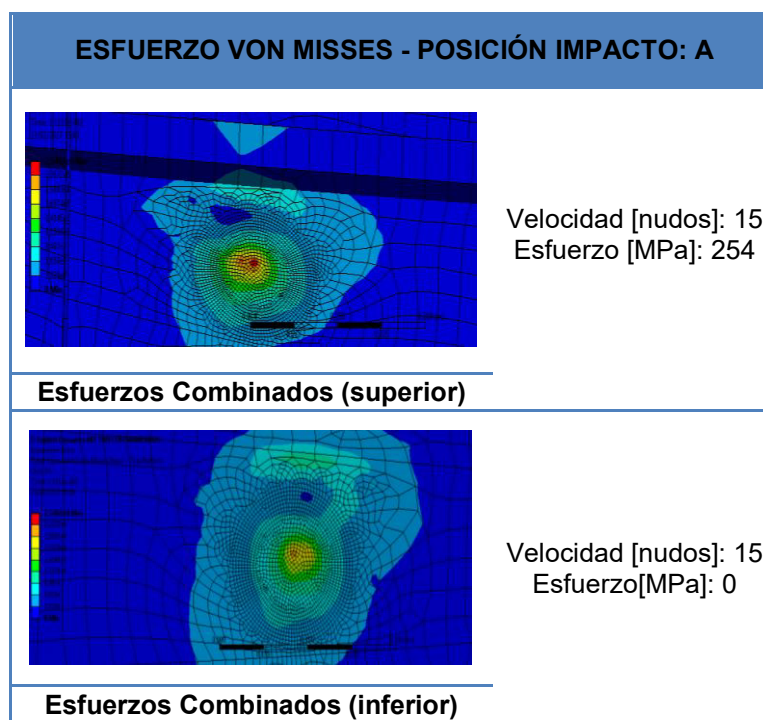 ESFUERZO VON MISSES - POSICIÓN IMPACTO: A
Velocidad [nudos]: 15
Esfuerzo [MPa]: 254
Esfuerzos Combinados (superior)
Velocidad [nudos]: 15
Esfuerzo[MPa]: 0
Esfuerzos Combinados (inferior)